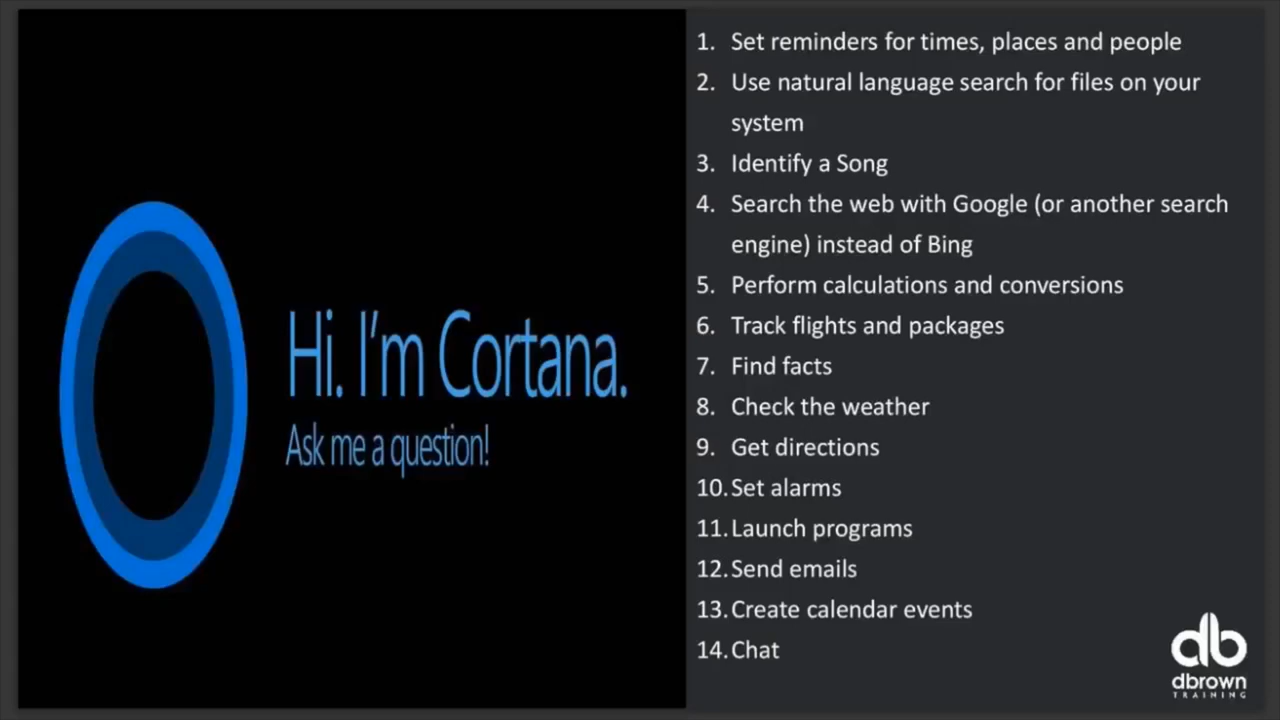 Hi. I'm Cortana.
Ask me a question!
1. Set reminders for times, places and people
2. Use natural language search for files on your
system
3. Identify a Song
4. Search the web with Google (or another search
engine) instead of Bing
5. Perform calculations and conversions
6. Track flights and packages
7. Find facts
8. Check the weather
9. Get directions
10. Set alarms
11. Launch programs
12. Send emails
13. Create calendar events
14. Chat
db
dbrown
TRAINING